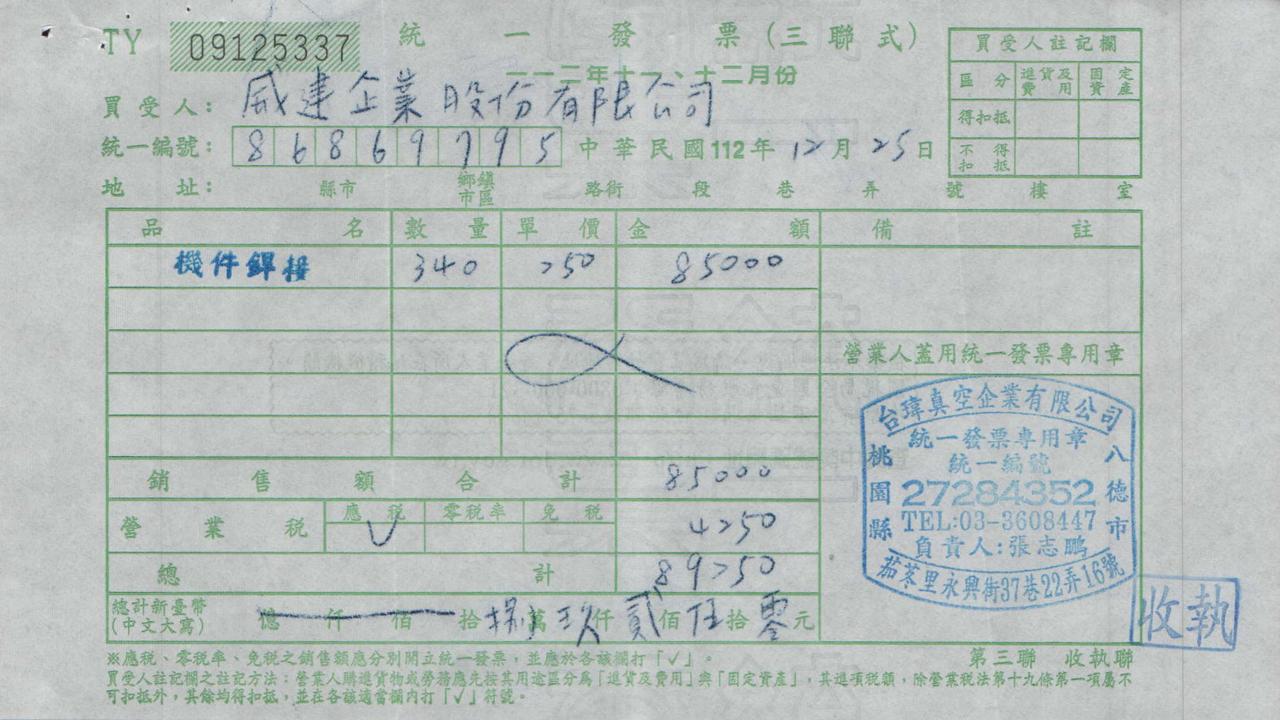 TY 09125337 統一發票(三聯式)
一一二年十一、十二月份
買受人: 威建企業股份有限公司
統一編號: 86869795 中華民國112年12月25日
地址: 縣市 鄉鎮市區 路街 段 巷 弄 號 樓 室
買受人註記欄
區分 進貨及費用 固定資產
得扣抵
不得扣抵
品名 數量 單價 金額 備註
機件銲接 340 250 85000
營業人蓋用統一發票專用章
銷售額合計 85000
營業稅 應稅 零稅率 免稅 4250
V
總計 89250
總計新臺幣(中文大寫) 億仟佰拾捌萬玖仟貳佰伍拾零元
台瑋真空企業有限公司
統一發票專用章
統一編號
27284352
TEL:03-3608447
負責人:張志鵬
桃園縣八德市
茄苳里永興街37巷22弄16號
收執
※應稅、零稅率、免稅之銷售額應分別開立統一發票,並應於各該欄打「✓」。
第三聯 收執聯
買受人註記欄之註記方法:營業人購進貨物或勞務應先按其用途區分為「進貨及費用」與「固定資產」,其進項稅額,除營業稅法第十九條第一項屬不
可扣抵外,其餘均得扣抵,並在各該適當欄內打「✓」符號。